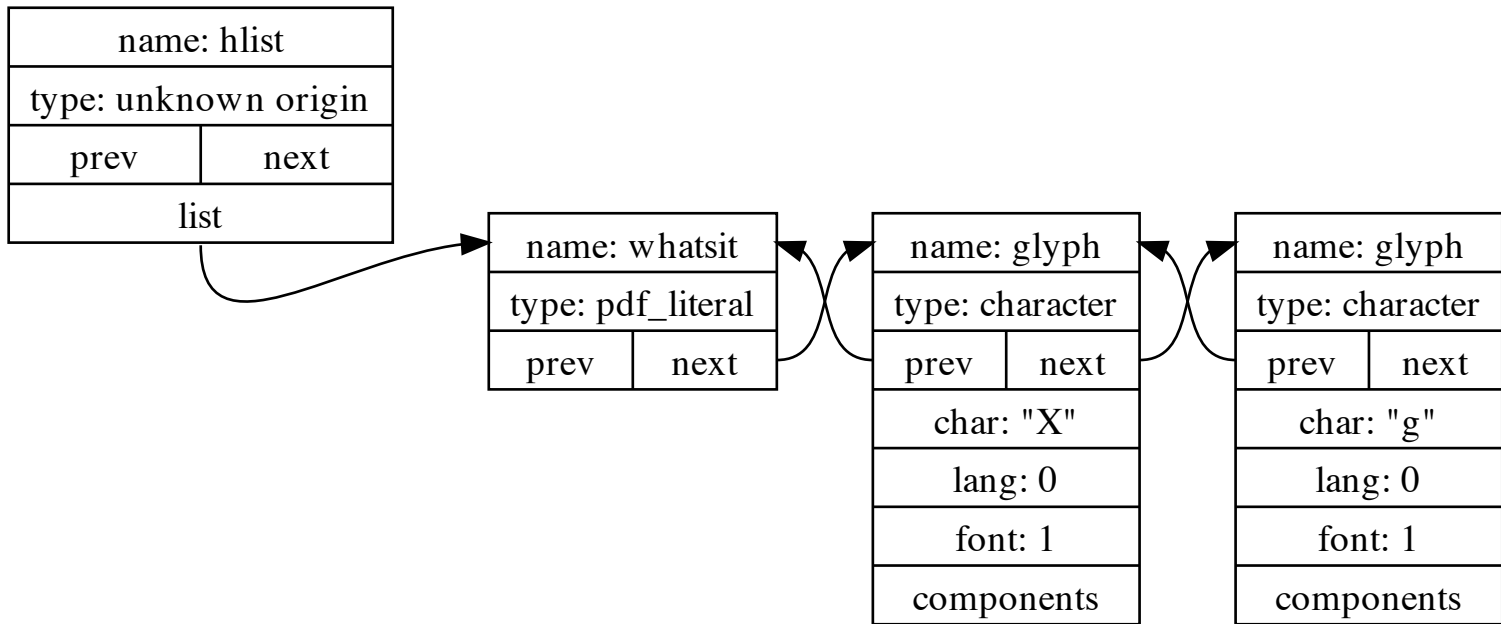 name: hlist
type: unknown origin
prev next
list
name: whatsit
type: pdf_literal
prev next
name: glyph
type: character
prev next
char: "X"
lang: 0
font: 1
components
name: glyph
type: character
prev next
char: "g"
lang: 0
font: 1
components